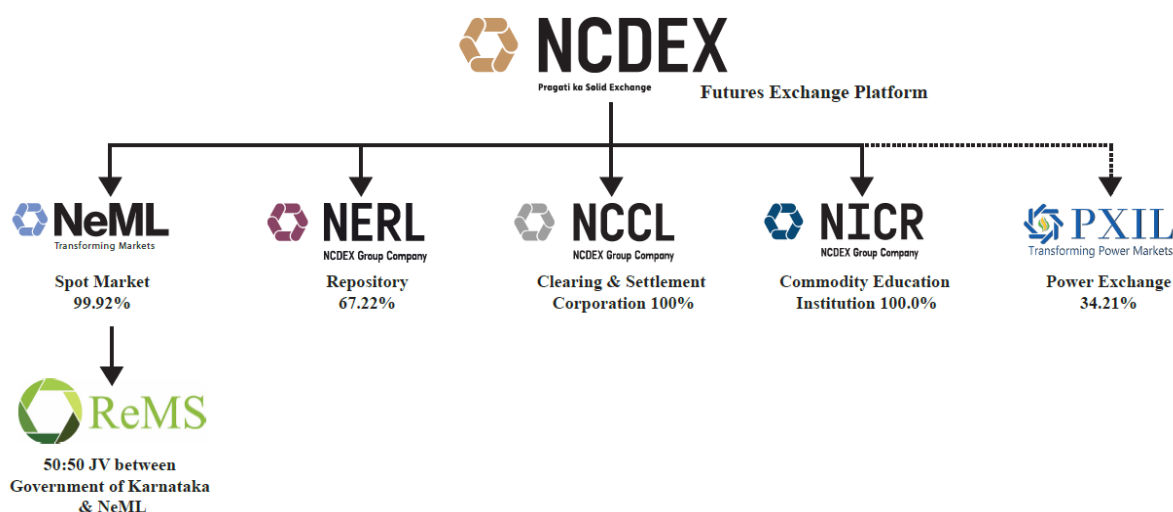 NCDEX
Pragati ka Solid Exchange
Futures Exchange Platform
NeML
Transforming Markets
Spot Market
99.92%
NERL
NCDEX Group Company
Repository
67.22%
NCCL
NCDEX Group Company
Clearing & Settlement
Corporation 100%
NICR
NCDEX Group Company
Commodity Education
Institution 100.0%
PXIL
Transforming Power Markets
Power Exchange
34.21%
ReMS
50:50 JV between
Government of Karnataka
& NeML